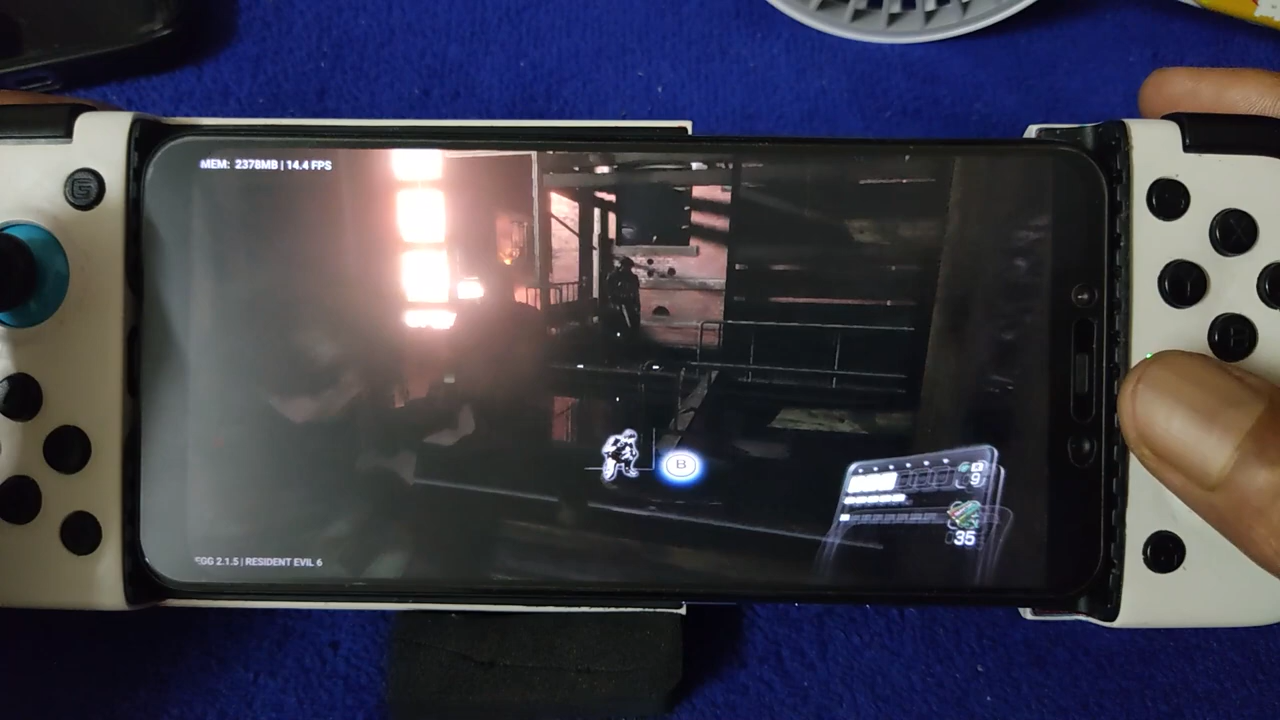 MEM: 2378MB | 14.4 FPS
X
B
9
35
EGG 2.1.5 | RESIDENT EVIL 6